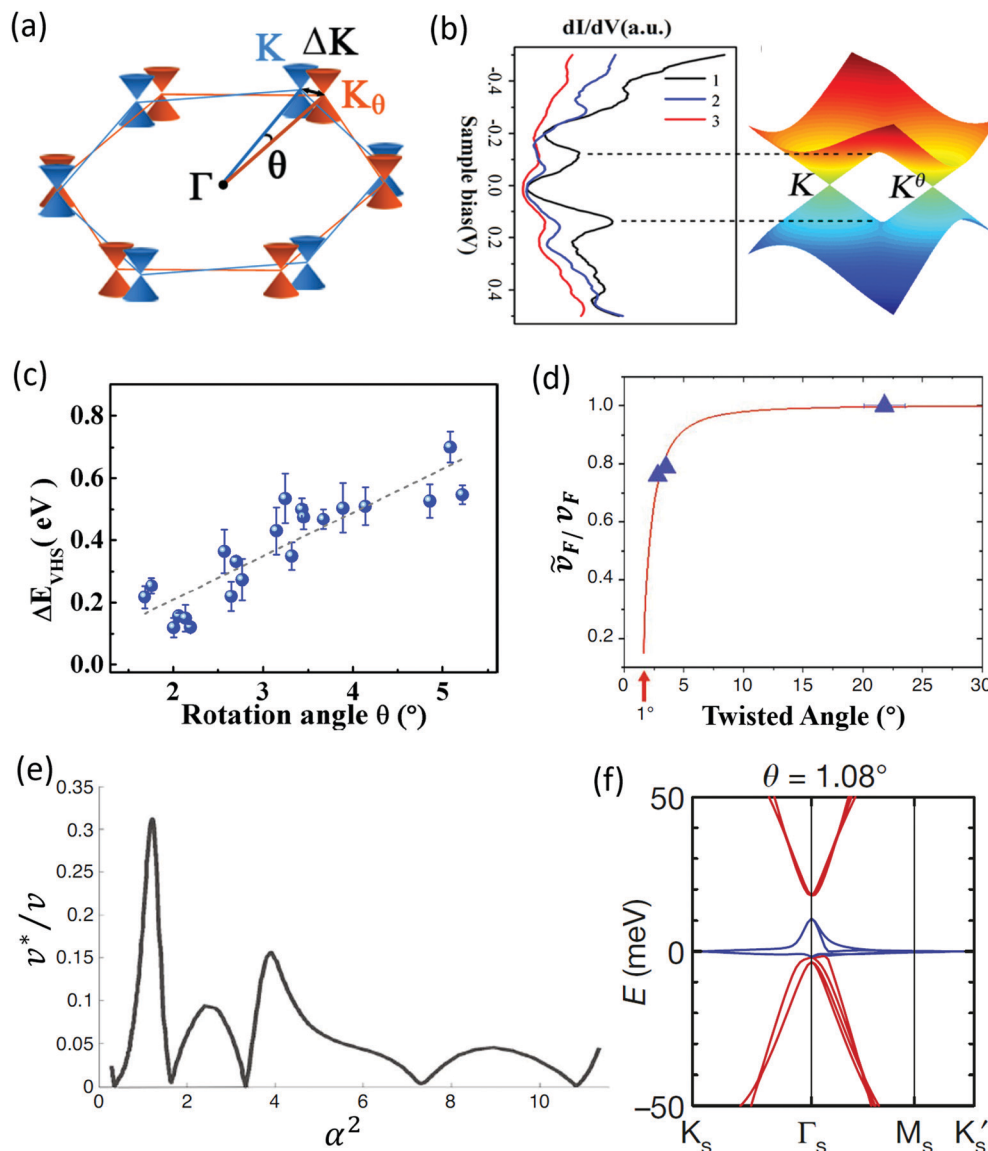 (a)
K ΔK
K_θ
θ
Γ
(b)
dI/dV(a.u.)
Sample bias(V)
-0.4
-0.2
0.0
0.2
0.4
1
2
3
K K^θ
(c)
ΔE_VHS( eV)
0.8
0.6
0.4
0.2
0.0
2 3 4 5
Rotation angle θ (°)
(d)
ṽ_F/ v_F
1.0
0.8
0.6
0.4
0.2
0 5 10 15 20 25 30
1°
Twisted Angle (°)
(e)
v*/v
0.35
0.3
0.25
0.2
0.15
0.1
0.05
0
0 2 4 6 8 10
α²
(f)
θ = 1.08°
E (meV)
50
0
−50
K_s Γ_s M_s K_s′